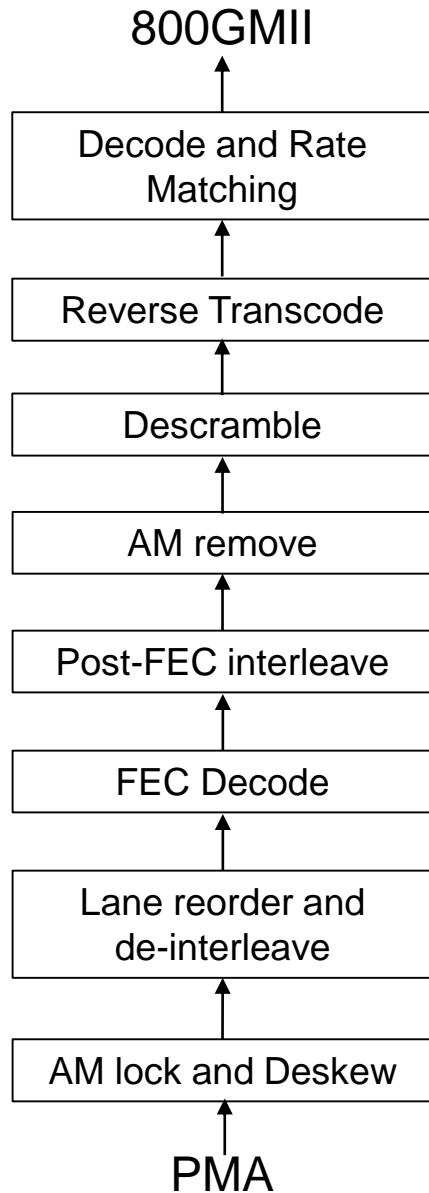 800GMII
Decode and Rate
Matching
Reverse Transcode
Descramble
AM remove
Post-FEC interleave
FEC Decode
Lane reorder and
de-interleave
AM lock and Deskew
PMA